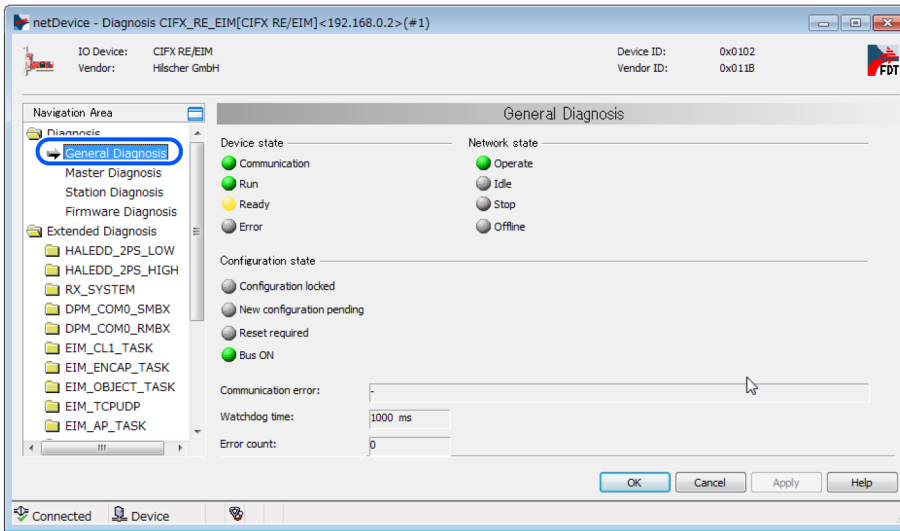 netDevice - Diagnosis CIFX_RE_EIM[CIFX RE/EIM]<192.168.0.2>(#1)
IO Device: CIFX RE/EIM Device ID: 0x0102
Vendor: Hilscher GmbH Vendor ID: 0x011B
FDT
Navigation Area
General Diagnosis
Diagnosis
General Diagnosis
Master Diagnosis
Station Diagnosis
Firmware Diagnosis
Extended Diagnosis
HALEDD_2PS_LOW
HALEDD_2PS_HIGH
RX_SYSTEM
DPM_COM0_SMBX
DPM_COM0_RMBX
EIM_CL1_TASK
EIM_ENCAP_TASK
EIM_OBJECT_TASK
EIM_TCPUDP
EIM_AP_TASK
Device state Network state
Communication Operate
Run Idle
Ready Stop
Error Offline
Configuration state
Configuration locked
New configuration pending
Reset required
Bus ON
Communication error: -
Watchdog time: 1000 ms
Error count: 0
OK Cancel Apply Help
Connected Device